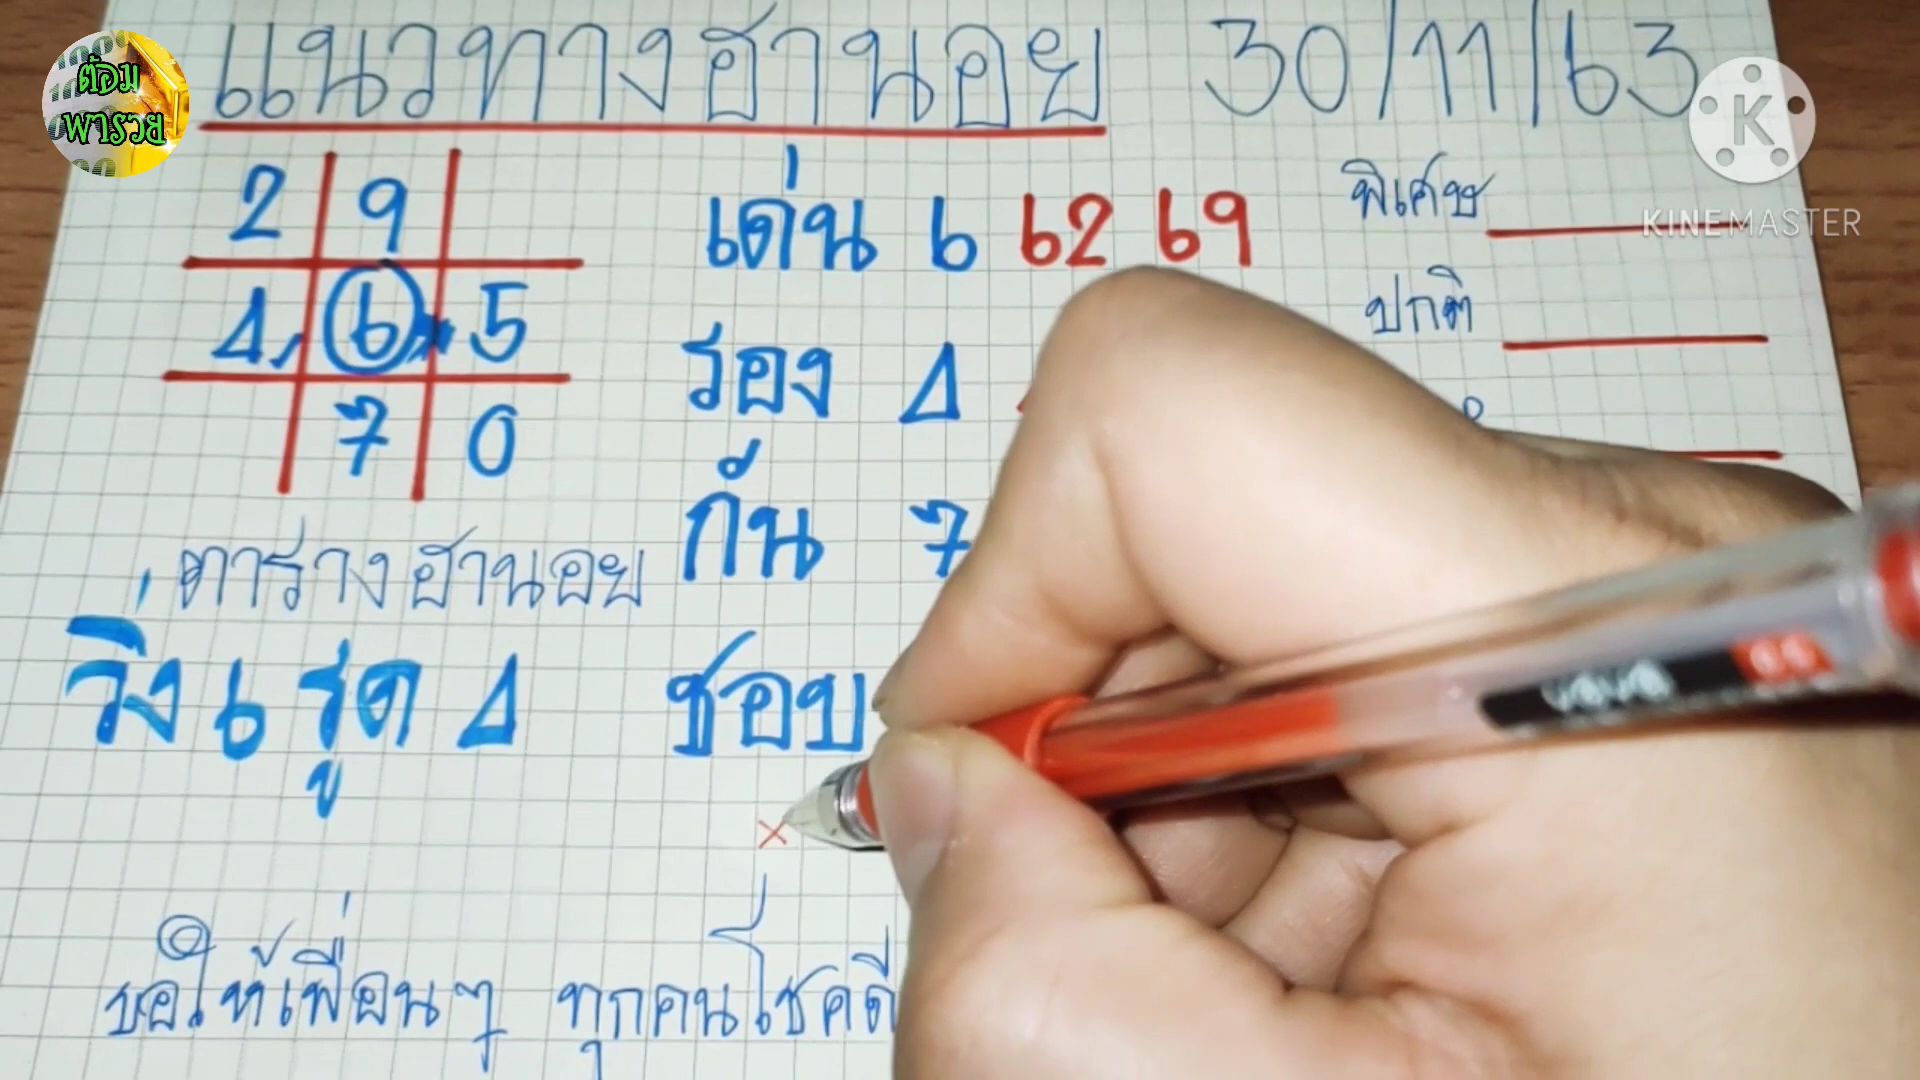 ต้อม
พารวย
แนวทางฮานอย 30/11/63
2 9
4 6 5
7 0
เด่น 6 62 69
รอง 4
กัน 7
พิเศษ
ปกติ
ตารางฮานอย
วิ่ง 6 รูด 4 ชอบ
×
ขอให้เพื่อนๆ ทุกคนโชคดี
K
KINEMASTER